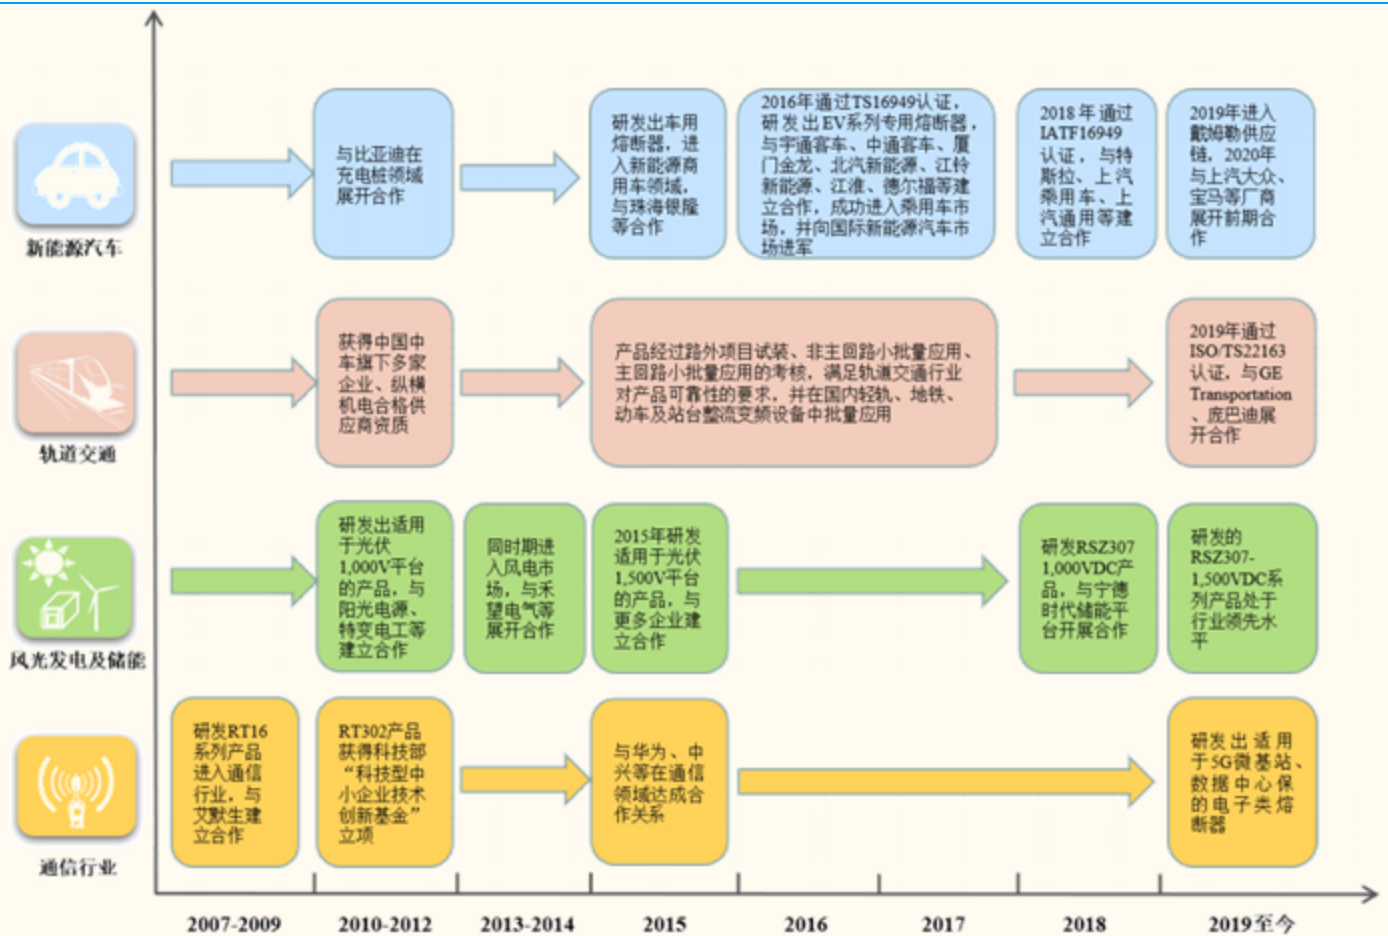 与比亚迪在
充电桩领域
展开合作
研发出车用
熔断器，进
入新能源商
用车领域，
与珠海银隆
等合作
2016年通过TS16949认证，
研发出EV系列专用熔断器，
与宇通客车、中通客车、厦
门金龙、北汽新能源、江铃
新能源、江淮、德尔福等建
立合作，成功进入乘用车市
场，并向国际新能源汽车市
场进军
2018年通过
IATF16949
认证，与特
斯拉、上汽
乘用车、上
汽通用等建
立合作
2019年进入
戴姆勒供应
链，2020年
与上汽大众、
宝马等厂商
展开前期合
作
新能源汽车
获得中国中
车旗下多家
企业、纵横
机电合格供
应商资质
产品经过路外项目试装、非主回路小批量应用、
主回路小批量应用的考核，满足轨道交通行业
对产品可靠性的要求，并在国内轻轨、地铁、
动车及站台整流变频设备中批量应用
2019年通过
ISO/TS22163
认证，与GE
Transportation
、庞巴迪展
开合作
轨道交通
研发出适用
于光伏
1,000V平台
的产品，与
阳光电源、
特变电工等
建立合作
同时期进
入风电市
场，与禾
望电气等
展开合作
2015年研发
适用于光伏
1,500V平台
的产品，与
更多企业建
立合作
研发RSZ307
1,000VDC产
品，与宁德
时代储能平
台开展合作
研发的
RSZ307-
1,500VDC系
列产品处于
行业领先水
平
风光发电及储能
研发RT16
系列产品
进入通信
行业，与
艾默生建
立合作
RT302产品
获得科技部
“科技型中
小企业技术
创新基金”
立项
与华为、中
兴等在通信
领域达成合
作关系
研发出适用
于5G微基站、
数据中心保
的电子类熔
断器
通信行业
2007-2009
2010-2012
2013-2014
2015
2016
2017
2018
2019至今